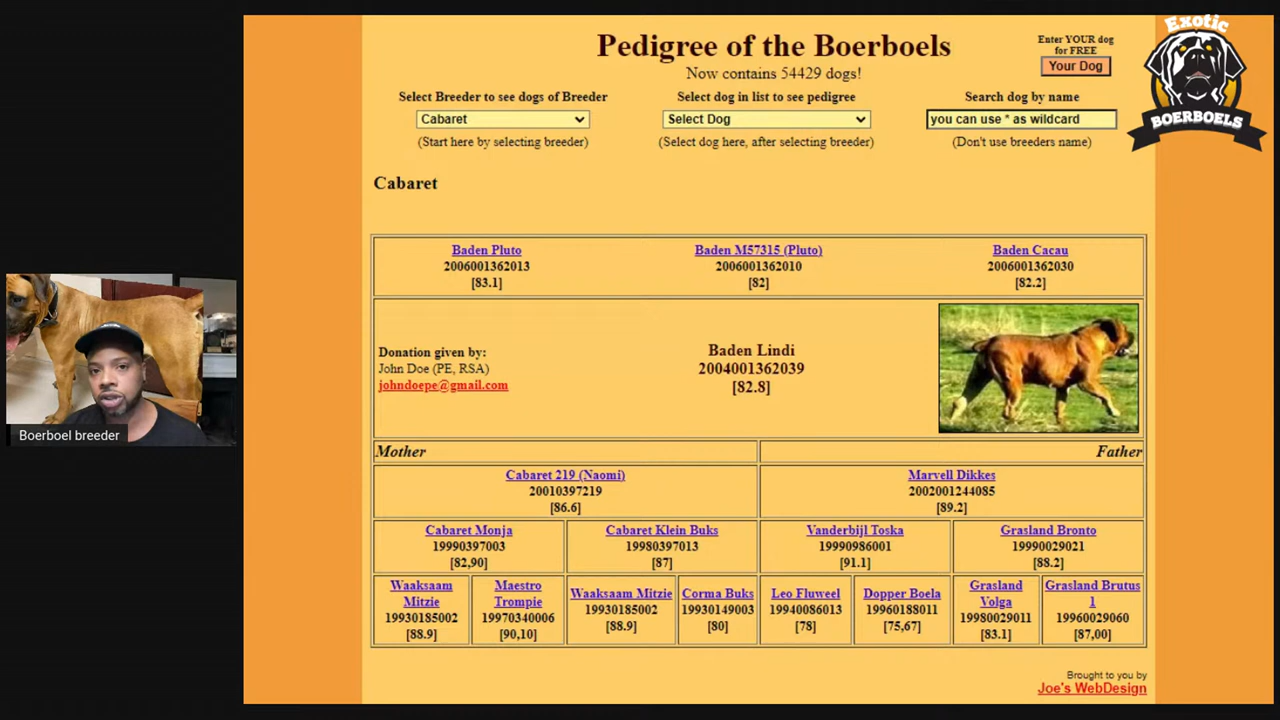 Exotic
BOERBOELS
Pedigree of the Boerboels
Now contains 54429 dogs!
Enter YOUR dog
for FREE
Your Dog
Select Breeder to see dogs of Breeder
Cabaret
(Start here by selecting breeder)
Select dog in list to see pedigree
Select Dog
(Select dog here, after selecting breeder)
Search dog by name
you can use * as wildcard
(Don't use breeders name)
Cabaret
Baden Pluto
2006001362013
[83.1]
Baden M57315 (Pluto)
2006001362010
[82]
Baden Cacau
2006001362030
[82.2]
Donation given by:
John Doe (PE, RSA)
johndoepe@gmail.com
Baden Lindi
2004001362039
[82.8]
Mother
Father
Cabaret 219 (Naomi)
20010397219
[86.6]
Marvell Dikkes
2002001244085
[89.2]
Cabaret Monja
19990397003
[82,90]
Cabaret Klein Buks
19980397013
[87]
Vanderbijl Toska
19990986001
[91.1]
Grasland Bronto
19990029021
[88.2]
Waaksaam
Mitzie
19930185002
[88.9]
Maestro
Trompie
19970340006
[90,10]
Waaksaam Mitzie
19930185002
[88.9]
Corma Buks
19930149003
[80]
Leo Fluweel
19940086013
[78]
Dopper Boela
19960188011
[75,67]
Grasland
Volga
19980029011
[83.1]
Grasland Brutus
1
19960029060
[87,00]
Brought to you by
Joe's WebDesign
Boerboel breeder